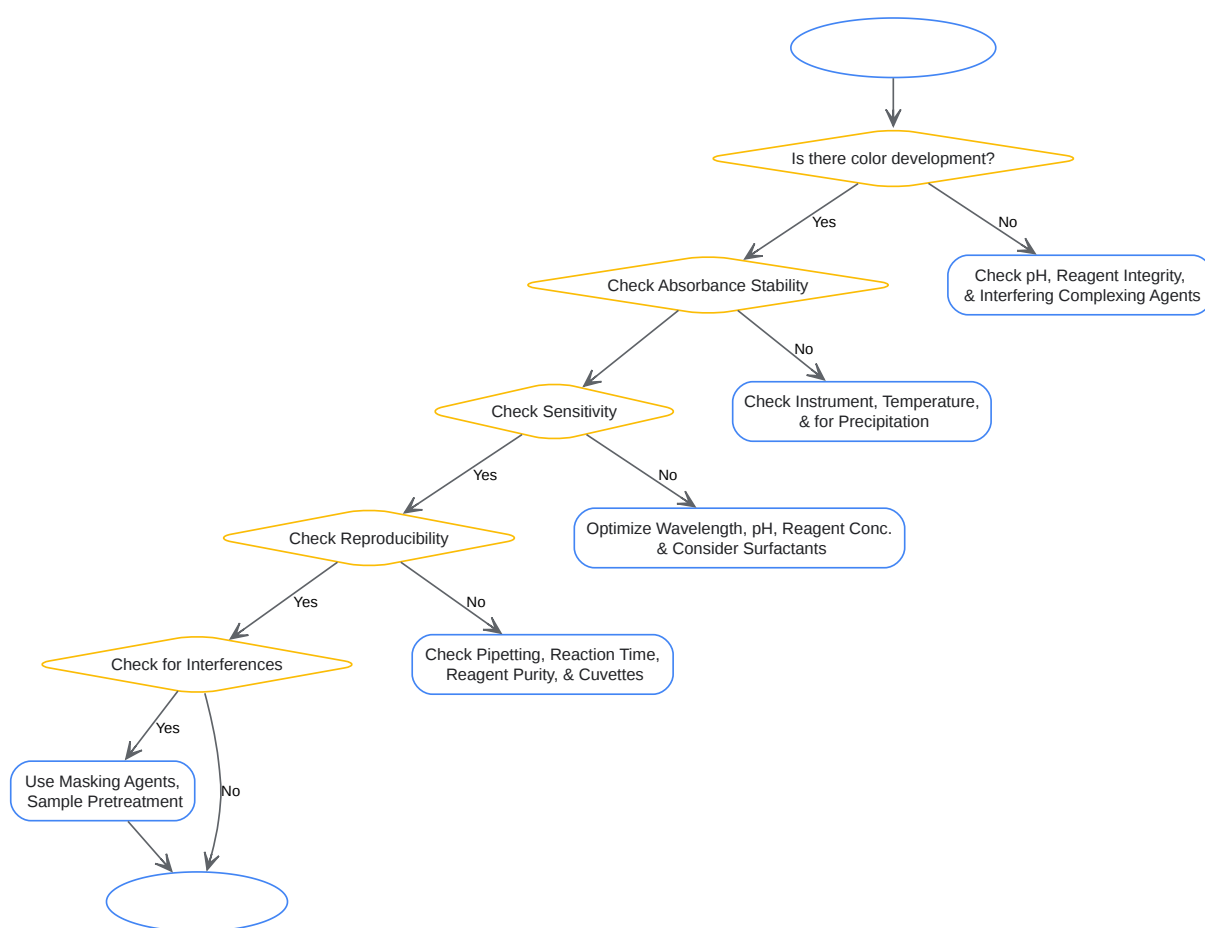 Is there color development?
Yes
No
Check Absorbance Stability
Check pH, Reagent Integrity,
& Interfering Complexing Agents
No
Check Sensitivity
Check Instrument, Temperature,
& for Precipitation
Yes
No
Check Reproducibility
Optimize Wavelength, pH, Reagent Conc.
& Consider Surfactants
Yes
No
Check for Interferences
Check Pipetting, Reaction Time,
Reagent Purity, & Cuvettes
Yes
No
Use Masking Agents,
Sample Pretreatment